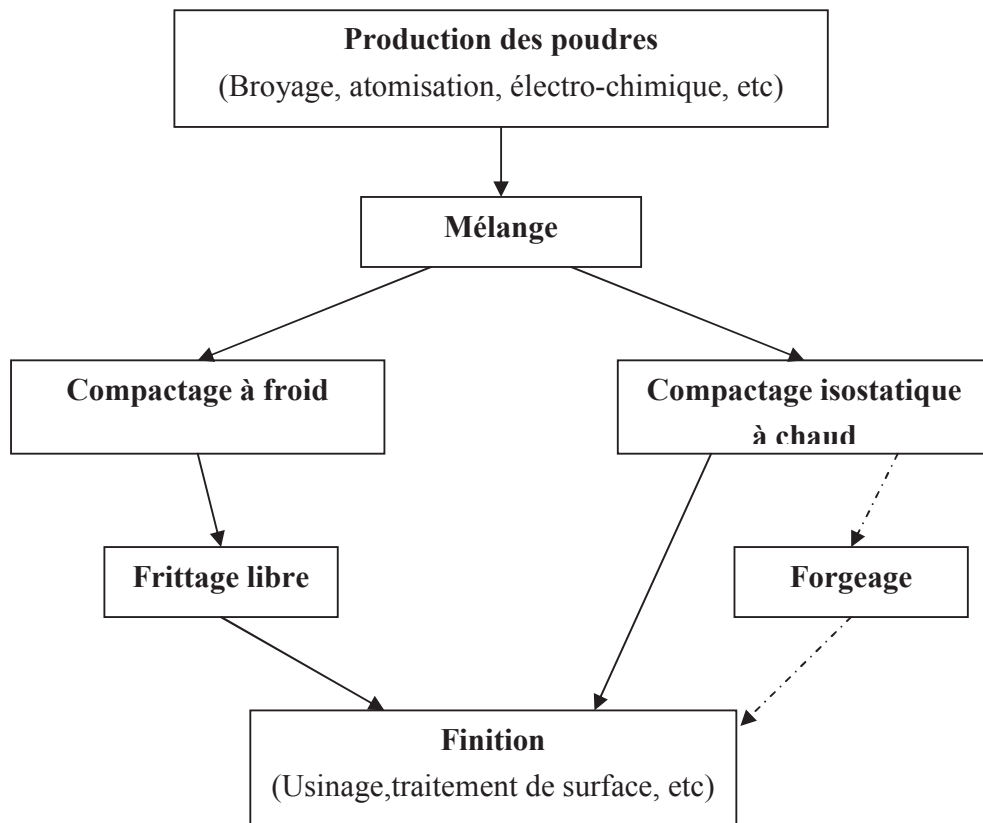 Production des poudres
(Broyage, atomisation, électro-chimique, etc)
Mélange
Compactage à froid
Compactage isostatique
à chaud
Frittage libre
Forgeage
Finition
(Usinage,traitement de surface, etc)